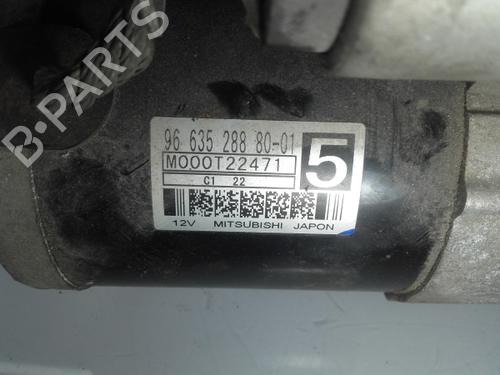 96 635 288 80-01
M000T22471
5
C1 22
12V MITSUBISHI JAPON
B-PARTS